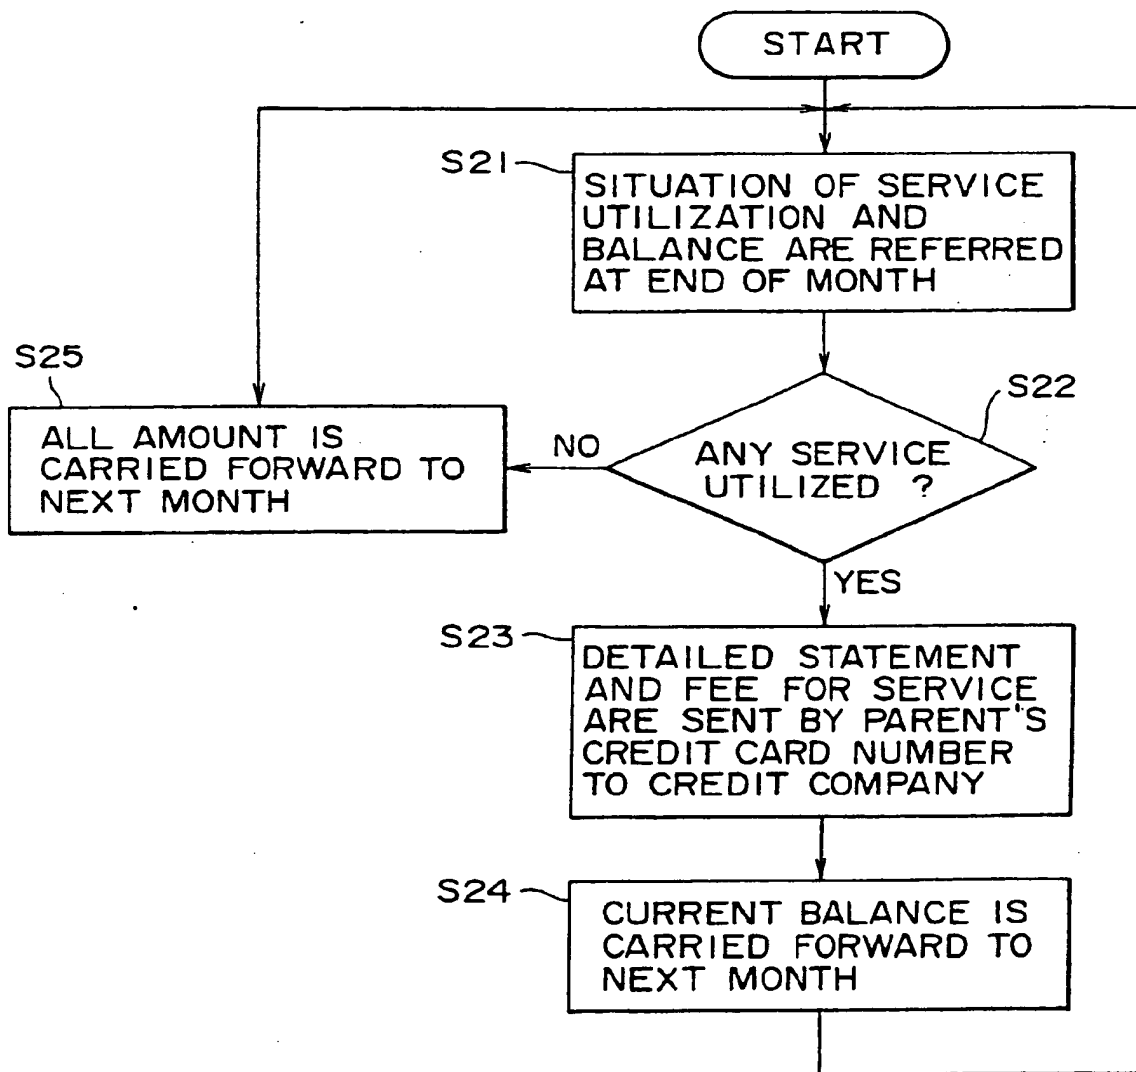 START
S21
SITUATION OF SERVICE
UTILIZATION AND
BALANCE ARE REFERRED
AT END OF MONTH
S22
ANY SERVICE
UTILIZED ?
NO
S25
ALL AMOUNT IS
CARRIED FORWARD TO
NEXT MONTH
YES
S23
DETAILED STATEMENT
AND FEE FOR SERVICE
ARE SENT BY PARENT'S
CREDIT CARD NUMBER
TO CREDIT COMPANY
S24
CURRENT BALANCE IS
CARRIED FORWARD TO
NEXT MONTH